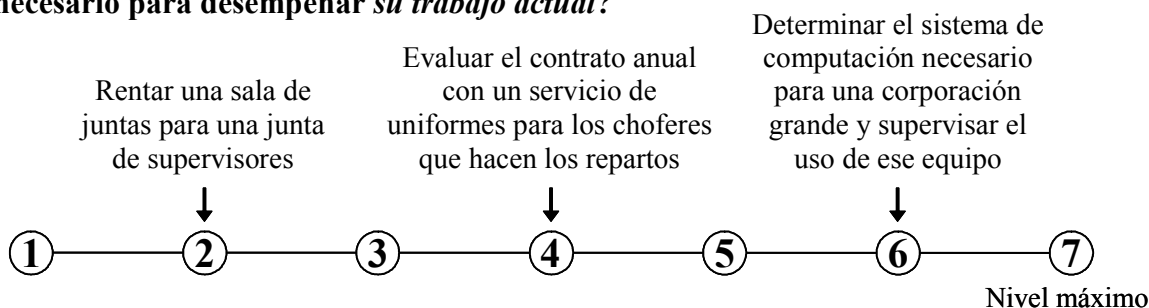 necesario para desempeñar su trabajo actual?
Rentar una sala de
juntas para una junta
de supervisores
Evaluar el contrato anual
con un servicio de
uniformes para los choferes
que hacen los repartos
Determinar el sistema de
computación necesario
para una corporación
grande y supervisar el
uso de ese equipo
1 2 3 4 5 6 7
Nivel máximo